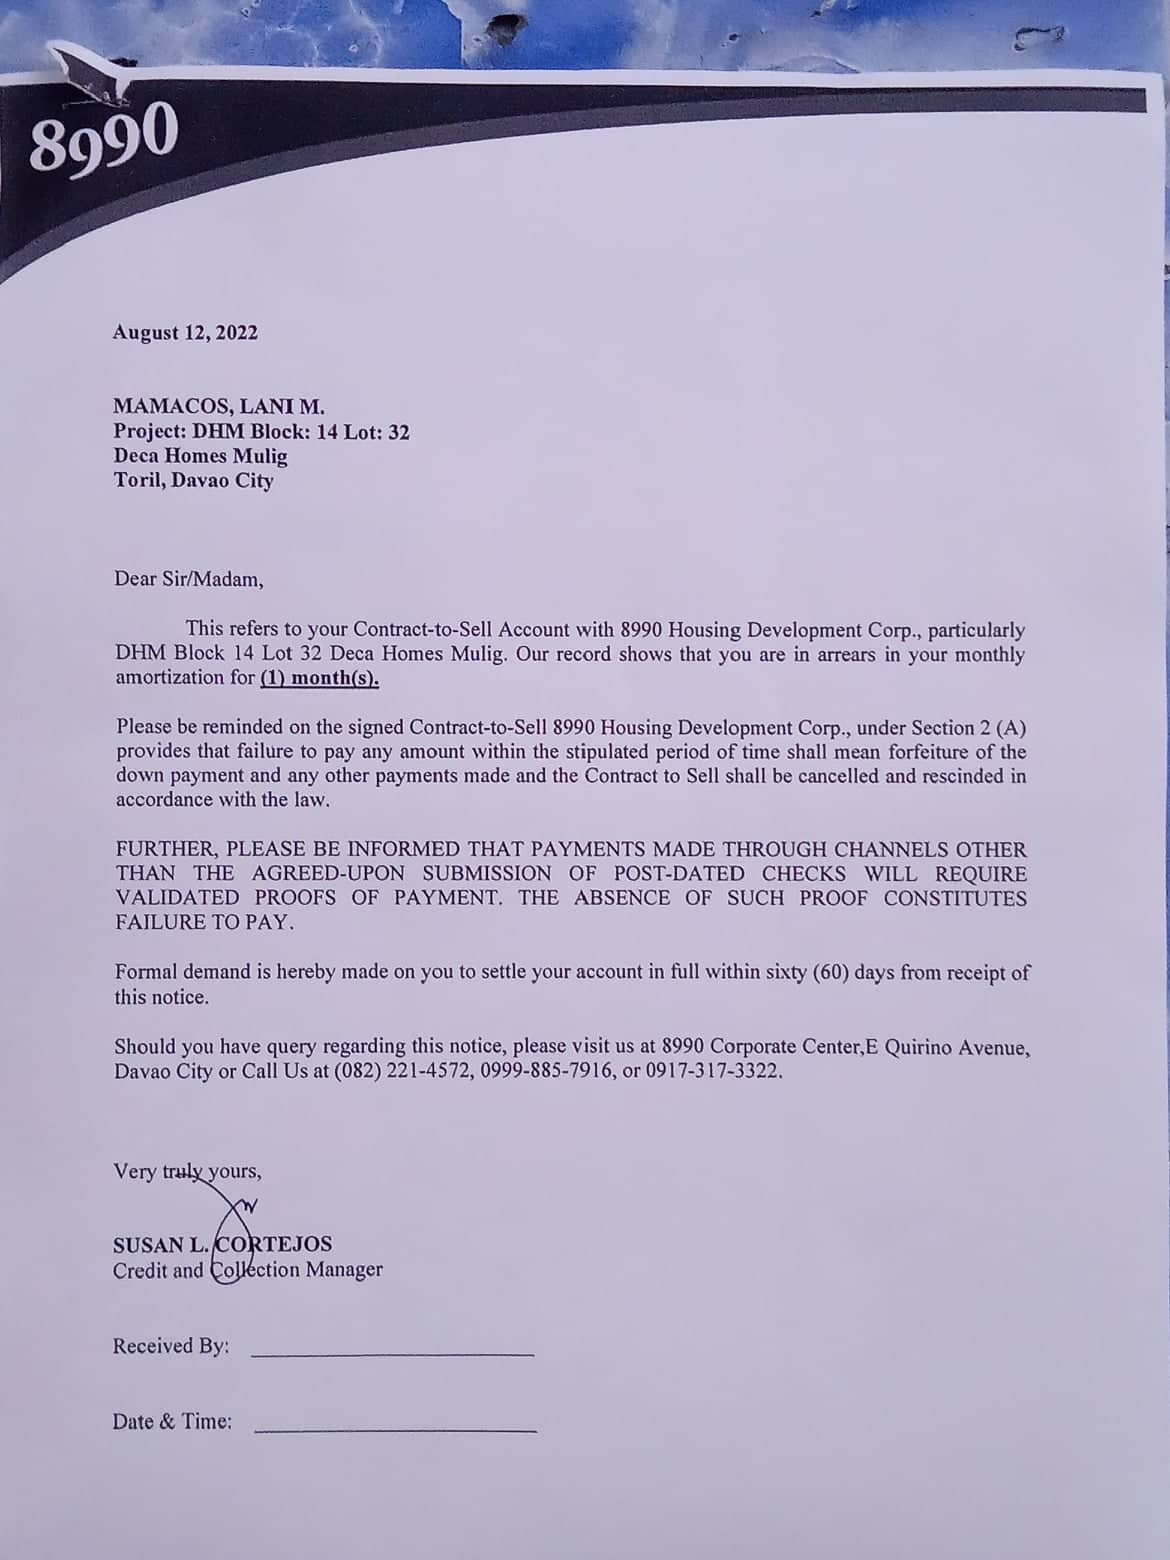 8990
August 12, 2022
MAMACOS, LANI M.
Project: DHM Block: 14 Lot: 32
Deca Homes Mulig
Toril, Davao City
Dear Sir/Madam,
This refers to your Contract-to-Sell Account with 8990 Housing Development Corp., particularly
DHM Block 14 Lot 32 Deca Homes Mulig. Our record shows that you are in arrears in your monthly
amortization for (1) month(s).
Please be reminded on the signed Contract-to-Sell 8990 Housing Development Corp., under Section 2 (A)
provides that failure to pay any amount within the stipulated period of time shall mean forfeiture of the
down payment and any other payments made and the Contract to Sell shall be cancelled and rescinded in
accordance with the law.
FURTHER, PLEASE BE INFORMED THAT PAYMENTS MADE THROUGH CHANNELS OTHER
THAN THE AGREED-UPON SUBMISSION OF POST-DATED CHECKS WILL REQUIRE
VALIDATED PROOFS OF PAYMENT. THE ABSENCE OF SUCH PROOF CONSTITUTES
FAILURE TO PAY.
Formal demand is hereby made on you to settle your account in full within sixty (60) days from receipt of
this notice.
Should you have query regarding this notice, please visit us at 8990 Corporate Center,E Quirino Avenue,
Davao City or Call Us at (082) 221-4572, 0999-885-7916, or 0917-317-3322.
Very truly yours,
SUSAN L. CORTEJOS
Credit and Collection Manager
Received By:
Date & Time: